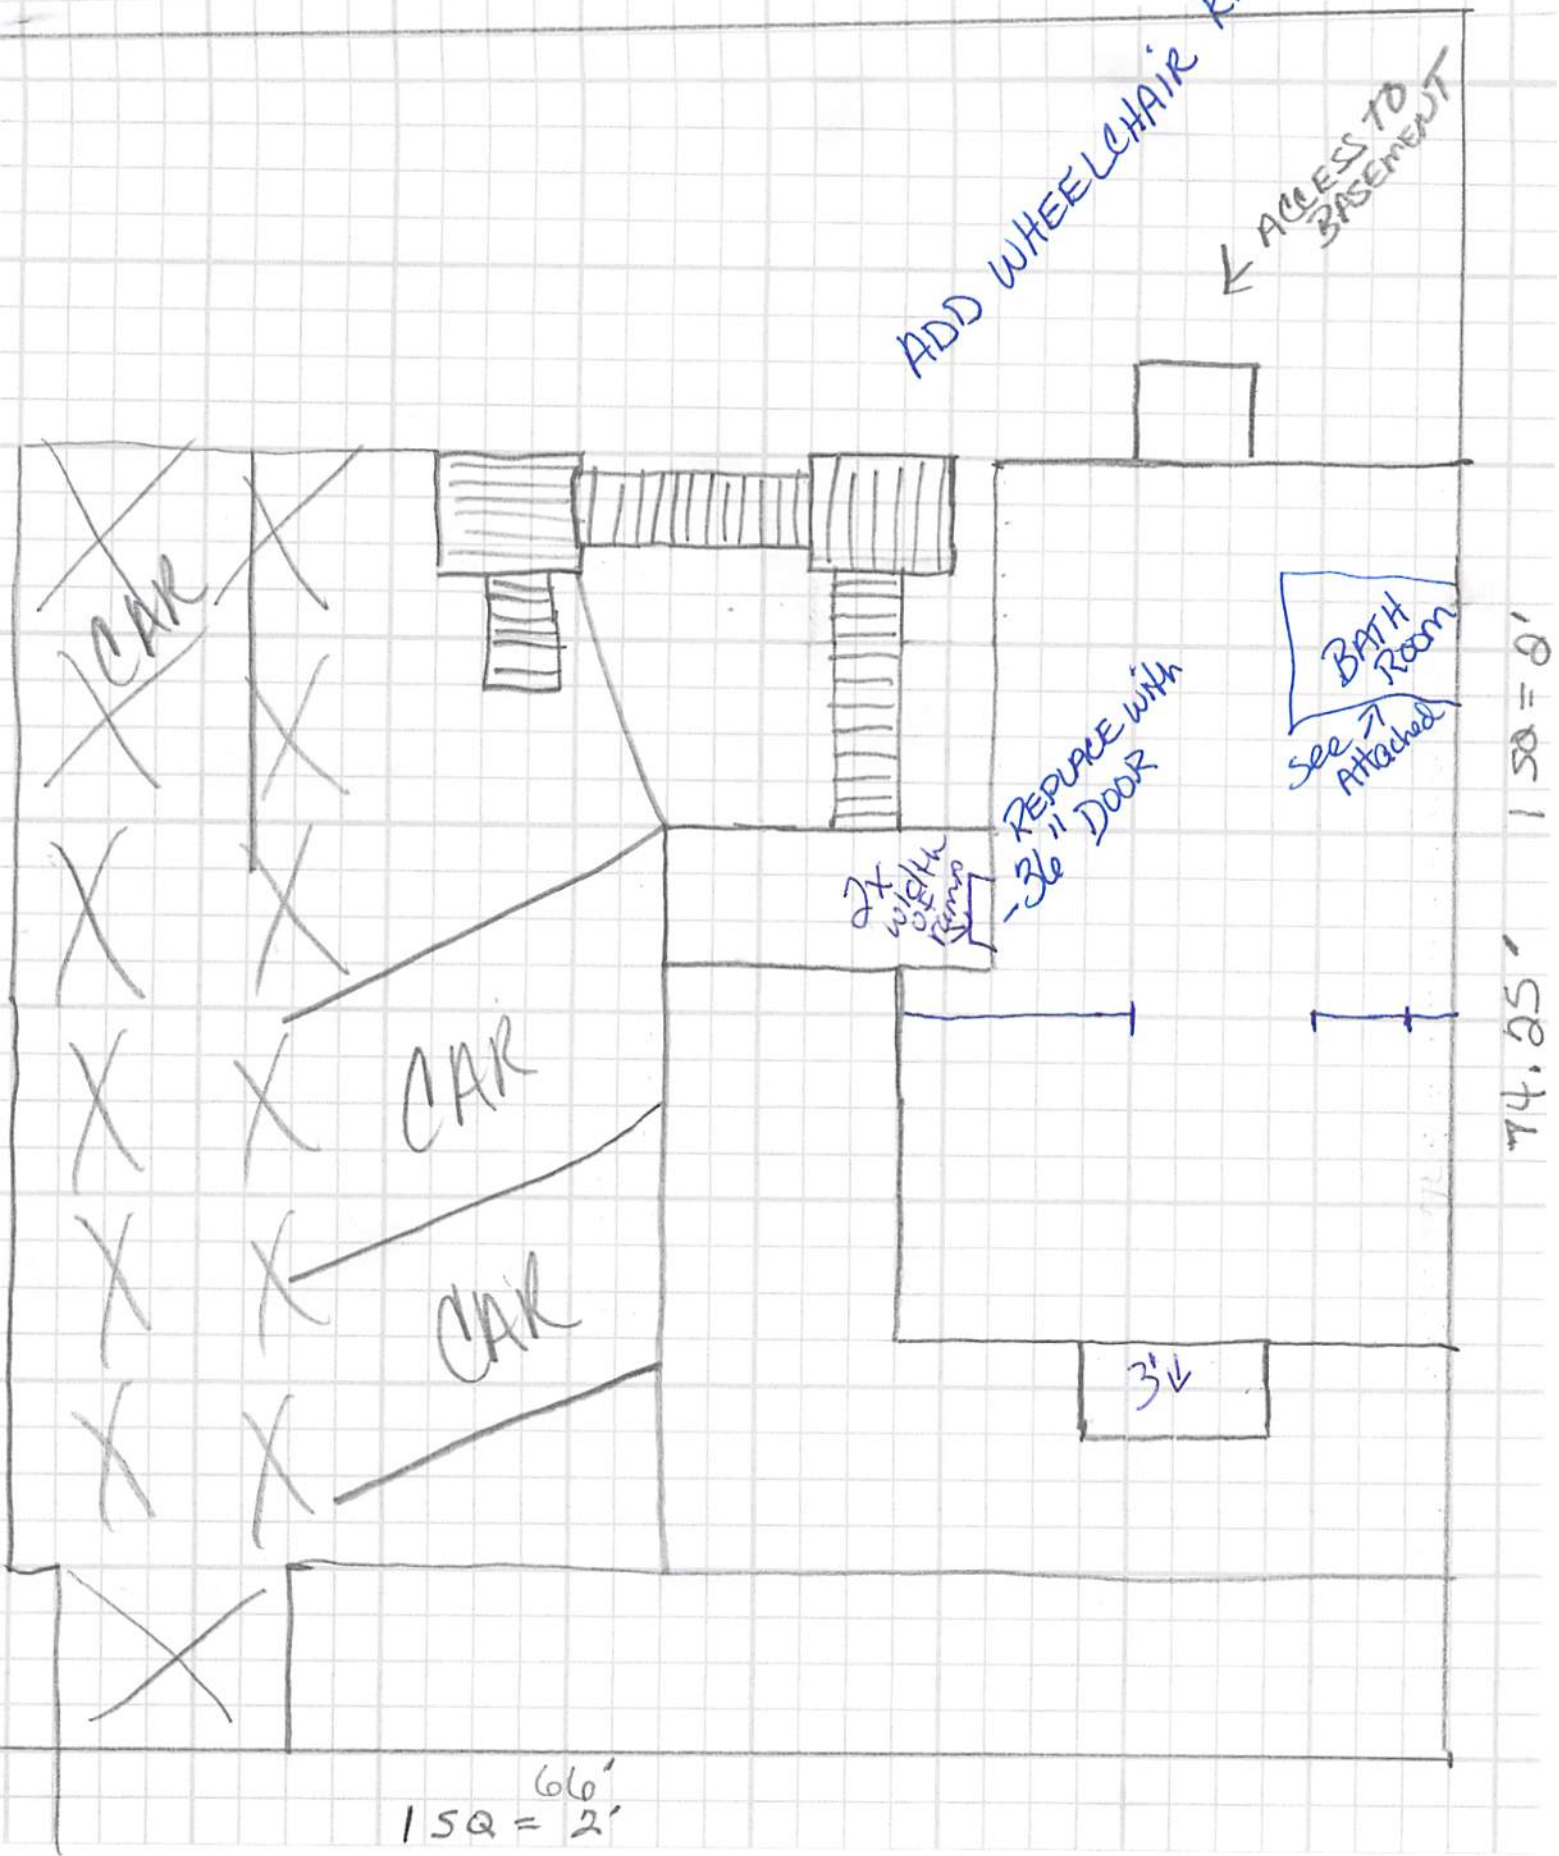 ADD WHEELCHAIR
ACCESS TO
BASEMENT
CAR
BATH
ROOM
See
Attached
REPLACE with
-36" DOOR
2x
width
of
Ramp
CAR
CAR
3'
74.25' 1 SQ = 2'
66'
1 SQ = 2'